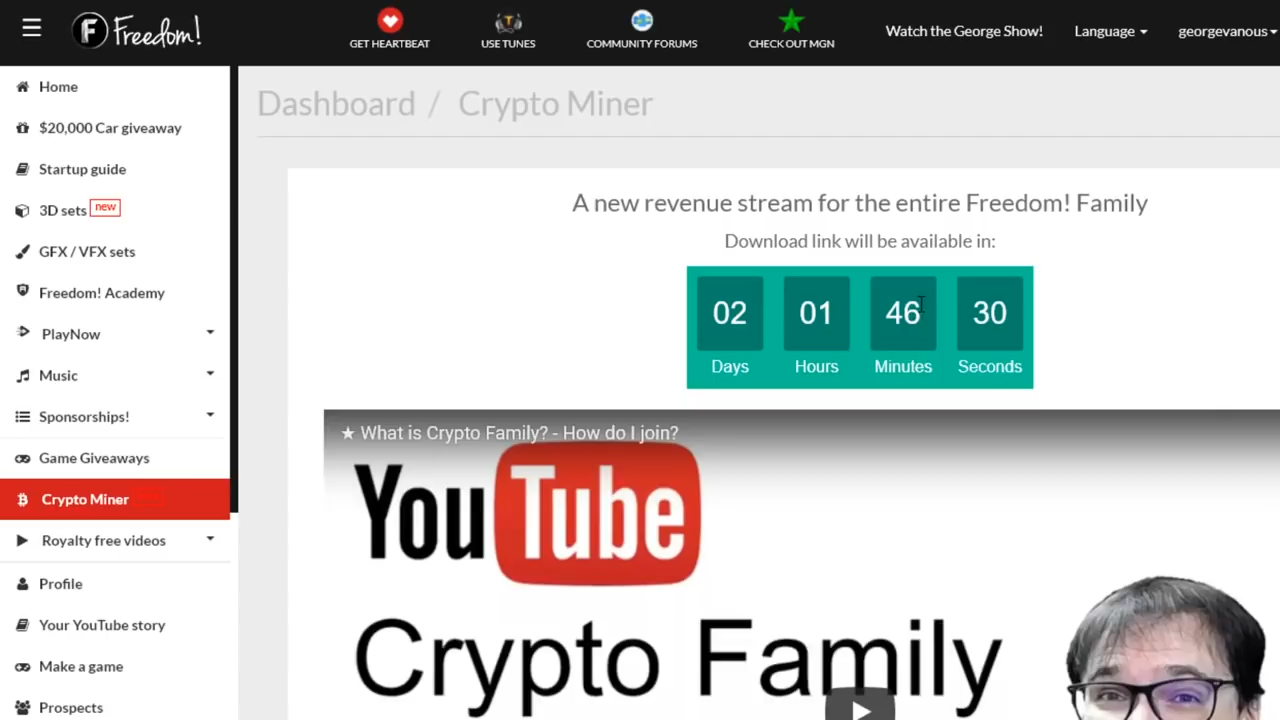 ☰ Freedom!
GET HEARTBEAT
USE TUNES
COMMUNITY FORUMS
CHECK OUT MGN
Watch the George Show!
Language
georgevanous
Home
$20,000 Car giveaway
Startup guide
3D sets new
GFX / VFX sets
Freedom! Academy
PlayNow
Music
Sponsorships!
Game Giveaways
Crypto Miner
Royalty free videos
Profile
Your YouTube story
Make a game
Prospects
Dashboard / Crypto Miner
A new revenue stream for the entire Freedom! Family
Download link will be available in:
02 01 46 30
Days Hours Minutes Seconds
★ What is Crypto Family? - How do I join?
YouTube
Crypto Family